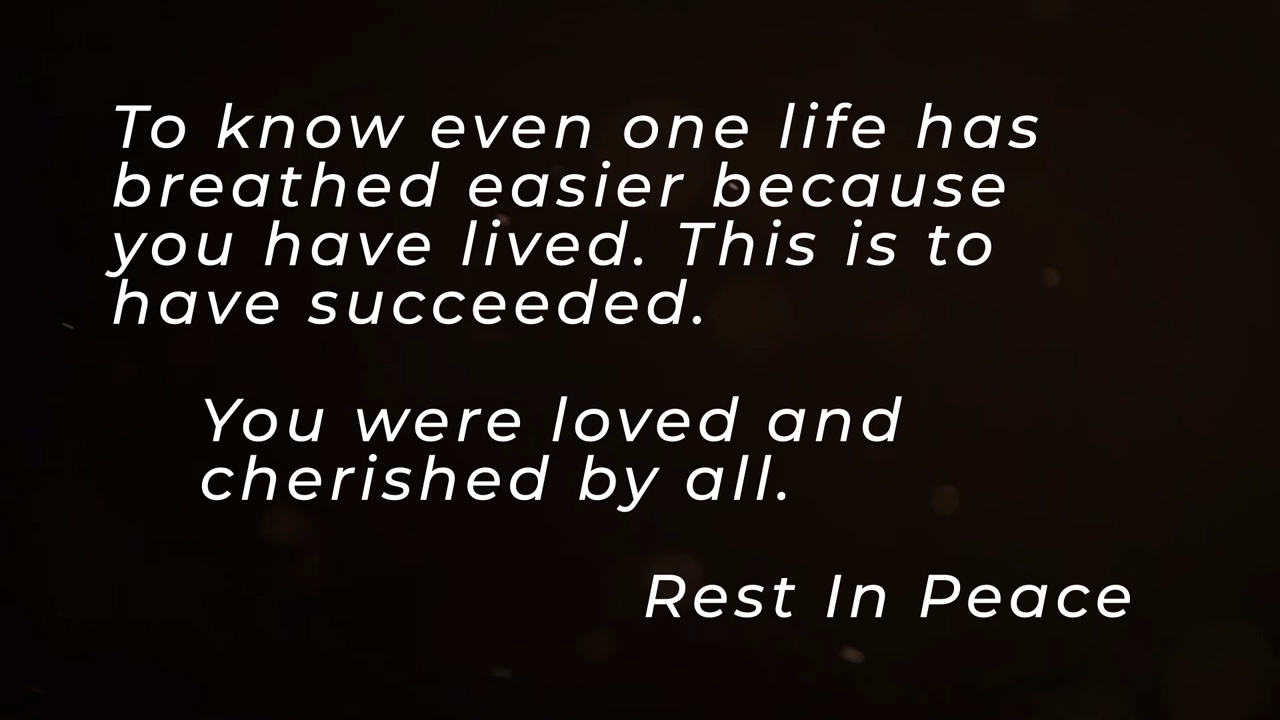 To know even one life has
breathed easier because
you have lived. This is to
have succeeded.
You were loved and
cherished by all.
Rest In Peace